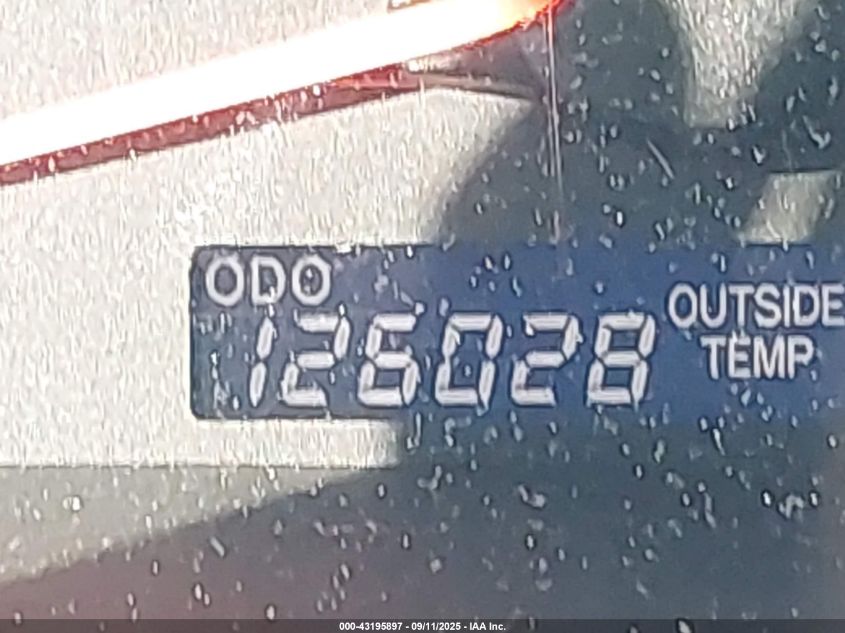 ODO
126028
OUTSIDE
TEMP
000-43195897 - 09/11/2025 - IAA Inc.